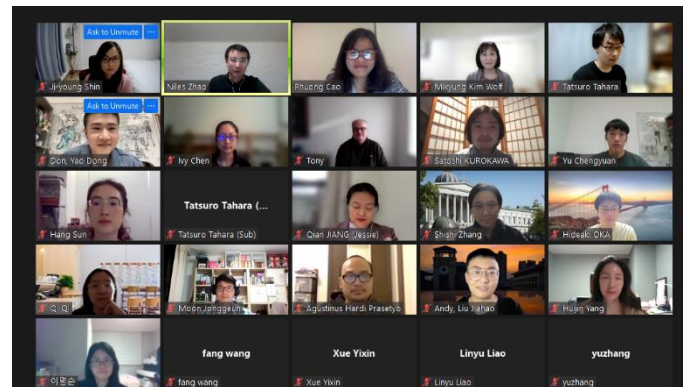 Ask to Unmute
Ji-young Shin
Niles Zhao
Phuong Cao
Mikyung Kim Wolf
Tatsuro Tahara
Ask to Unmute
Don, Yao Dong
Ivy Chen
Tony
Satoshi KUROKAWA
Yu Chengyuan
Hang Sun
Tatsuro Tahara (...
Tatsuro Tahara (Sub)
Qian JIANG (Jessie)
Shishi Zhang
Hideaki OKA
Qi Qi
Moon Jonggeun
Agustinus Hardi Prasetyo
Andy, Liu Jiahao
Huijin Yang
fang wang
Xue Yixin
Linyu Liao
yuzhang
fang wang
Xue Yixin
Linyu Liao
yuzhang